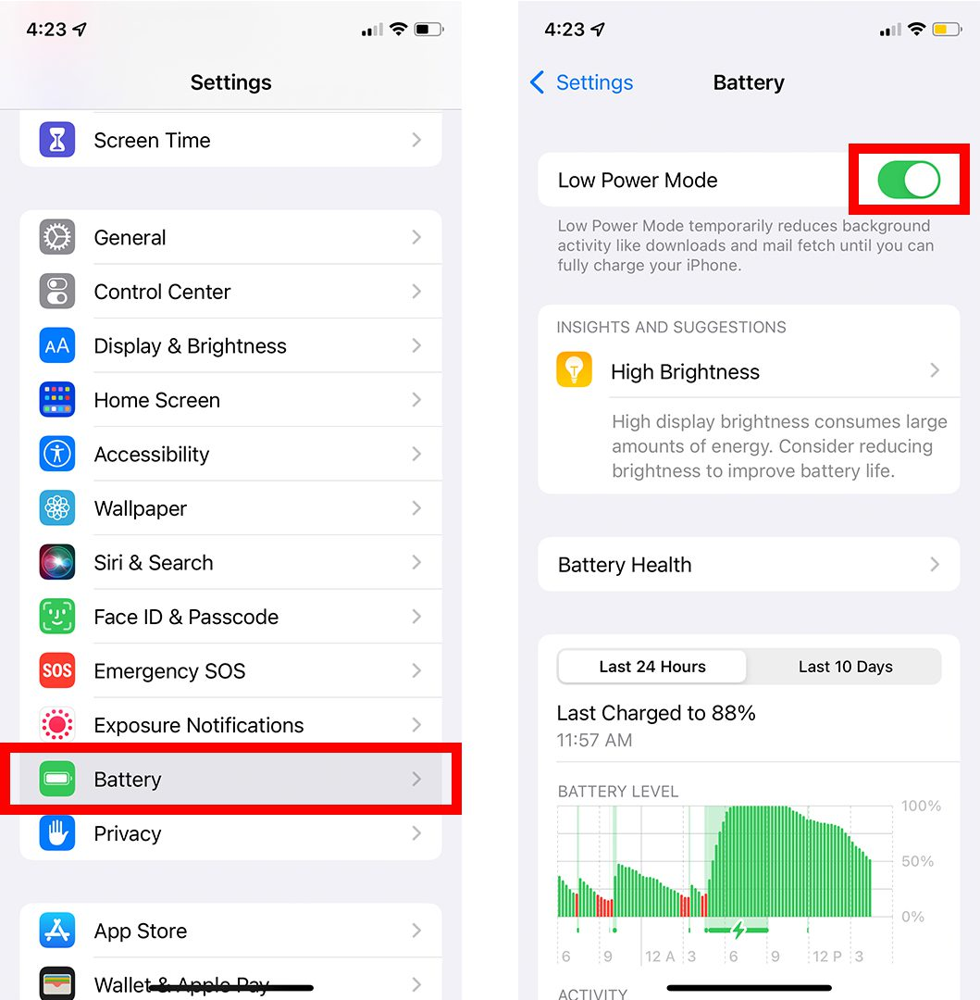 4:23
Settings
Screen Time
General
Control Center
AA
Display & Brightness
Home Screen
Accessibility
Wallpaper
Siri & Search
Face ID & Passcode
SOS
Emergency SOS
Exposure Notifications
Battery
Privacy
App Store
Wallet & Apple Pay
4:23
Settings
Battery
Low Power Mode
Low Power Mode temporarily reduces background
activity like downloads and mail fetch until you can
fully charge your iPhone.
INSIGHTS AND SUGGESTIONS
High Brightness
High display brightness consumes large
amounts of energy. Consider reducing
brightness to improve battery life.
Battery Health
Last 24 Hours
Last 10 Days
Last Charged to 88%
11:57 AM
BATTERY LEVEL
100%
50%
0%
6 9 12 A 3 6 9 12 P 3
ACTIVITY